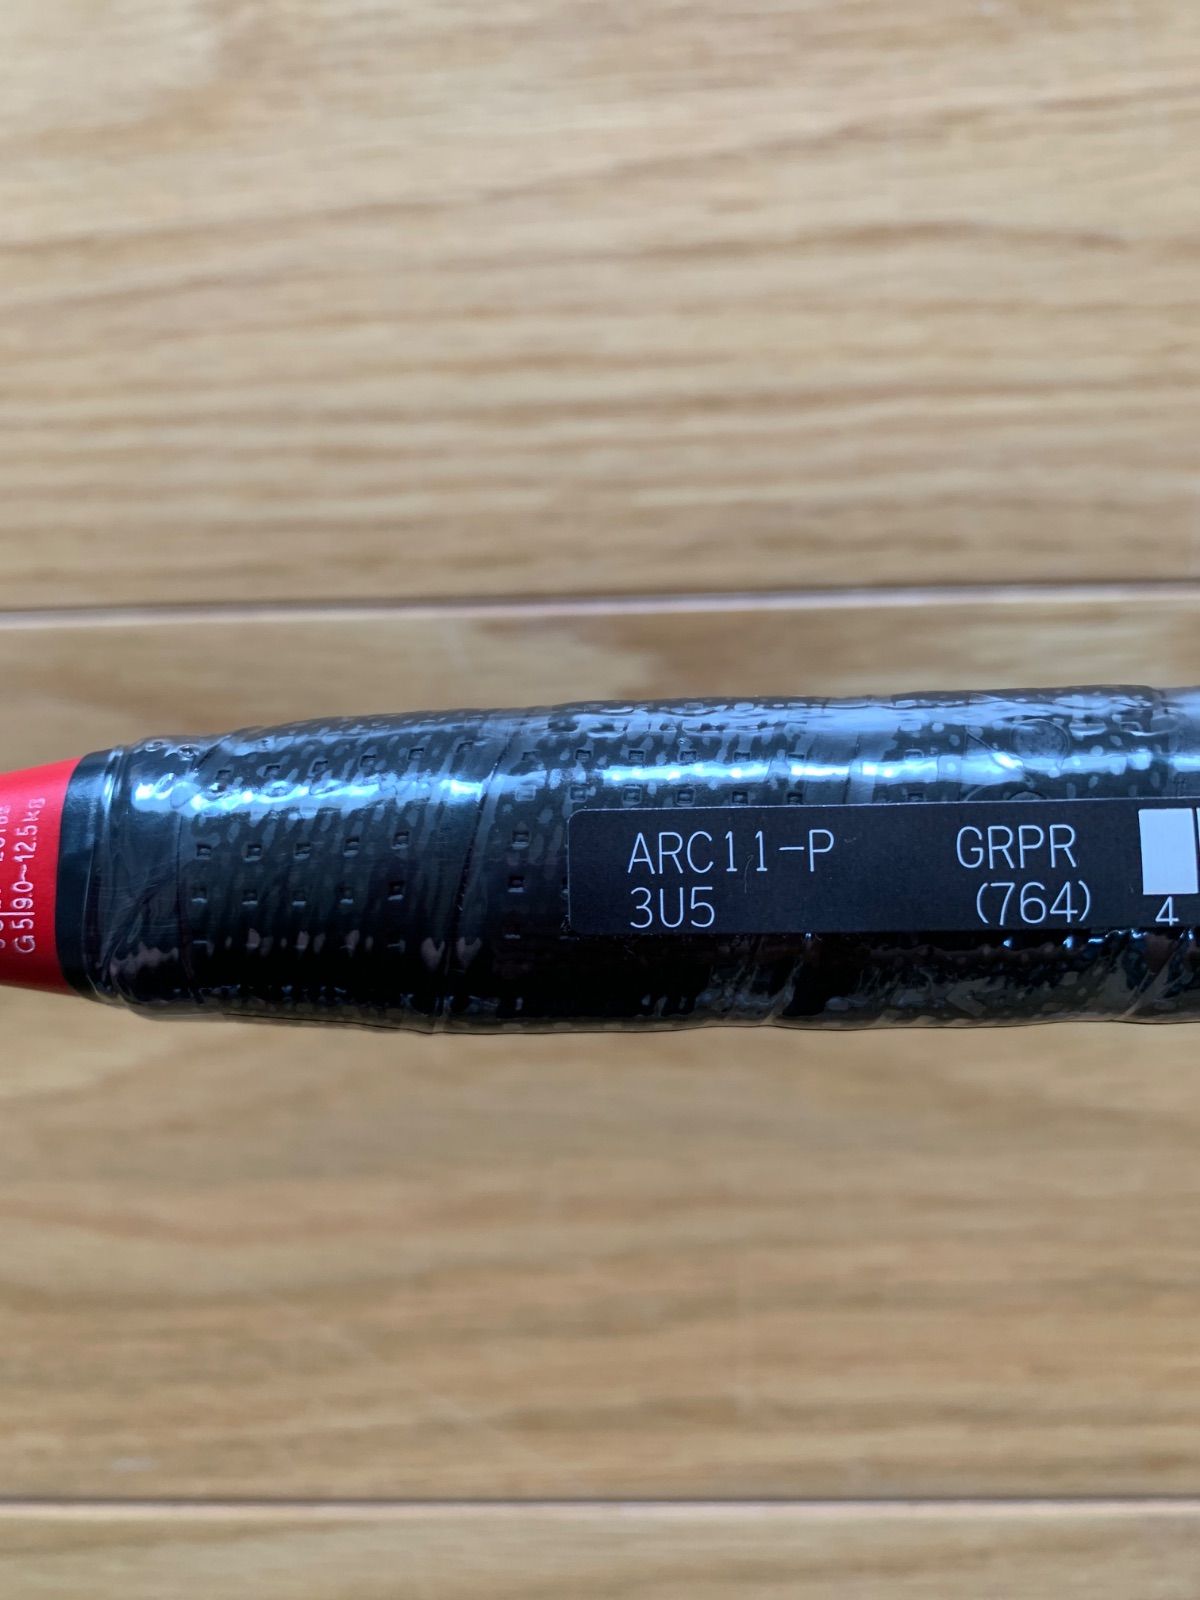 ARC11-P GRPR
3U5 (764) 4
G5|9.0~12.5kg